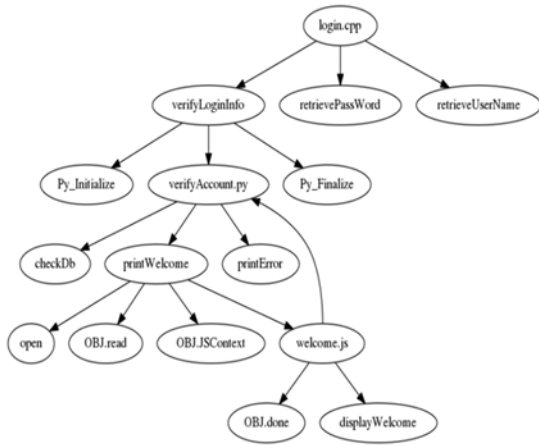 login.cpp
verifyLoginInfo
retrievePassWord
retrieveUserName
Py_Initialize
verifyAccount.py
Py_Finalize
checkDb
printWelcome
printError
open
OBJ.read
OBJ.JSContext
welcome.js
OBJ.done
displayWelcome